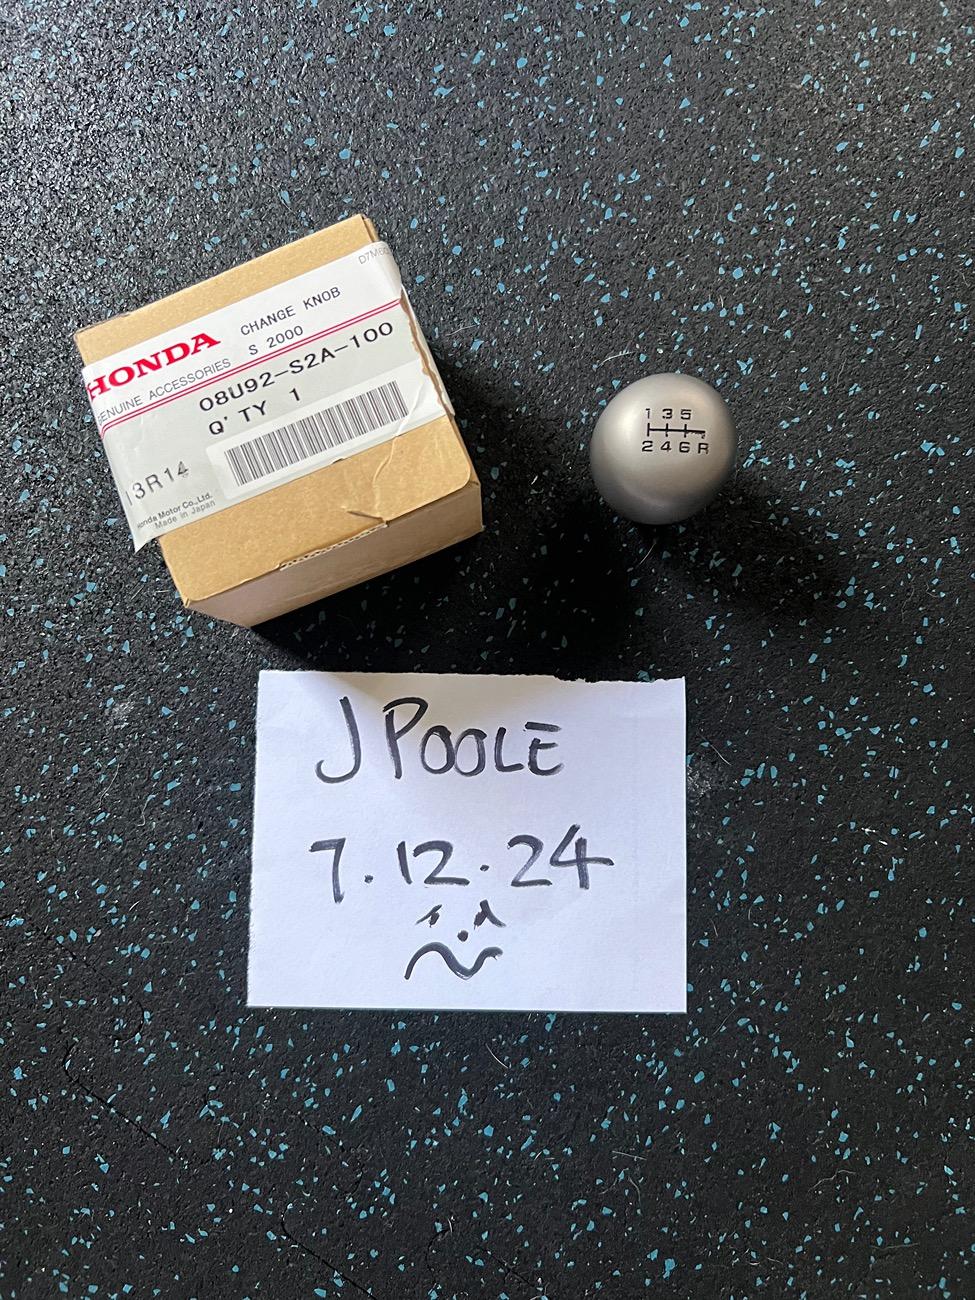 HONDA
CHANGE KNOB
GENUINE ACCESSORIES
S 2000
08U92-S2A-100
Q' TY 1
13R14
Honda Motor Co.,Ltd.
Made in Japan
1 3 5
2 4 6 R
J POOLE
7.12.24